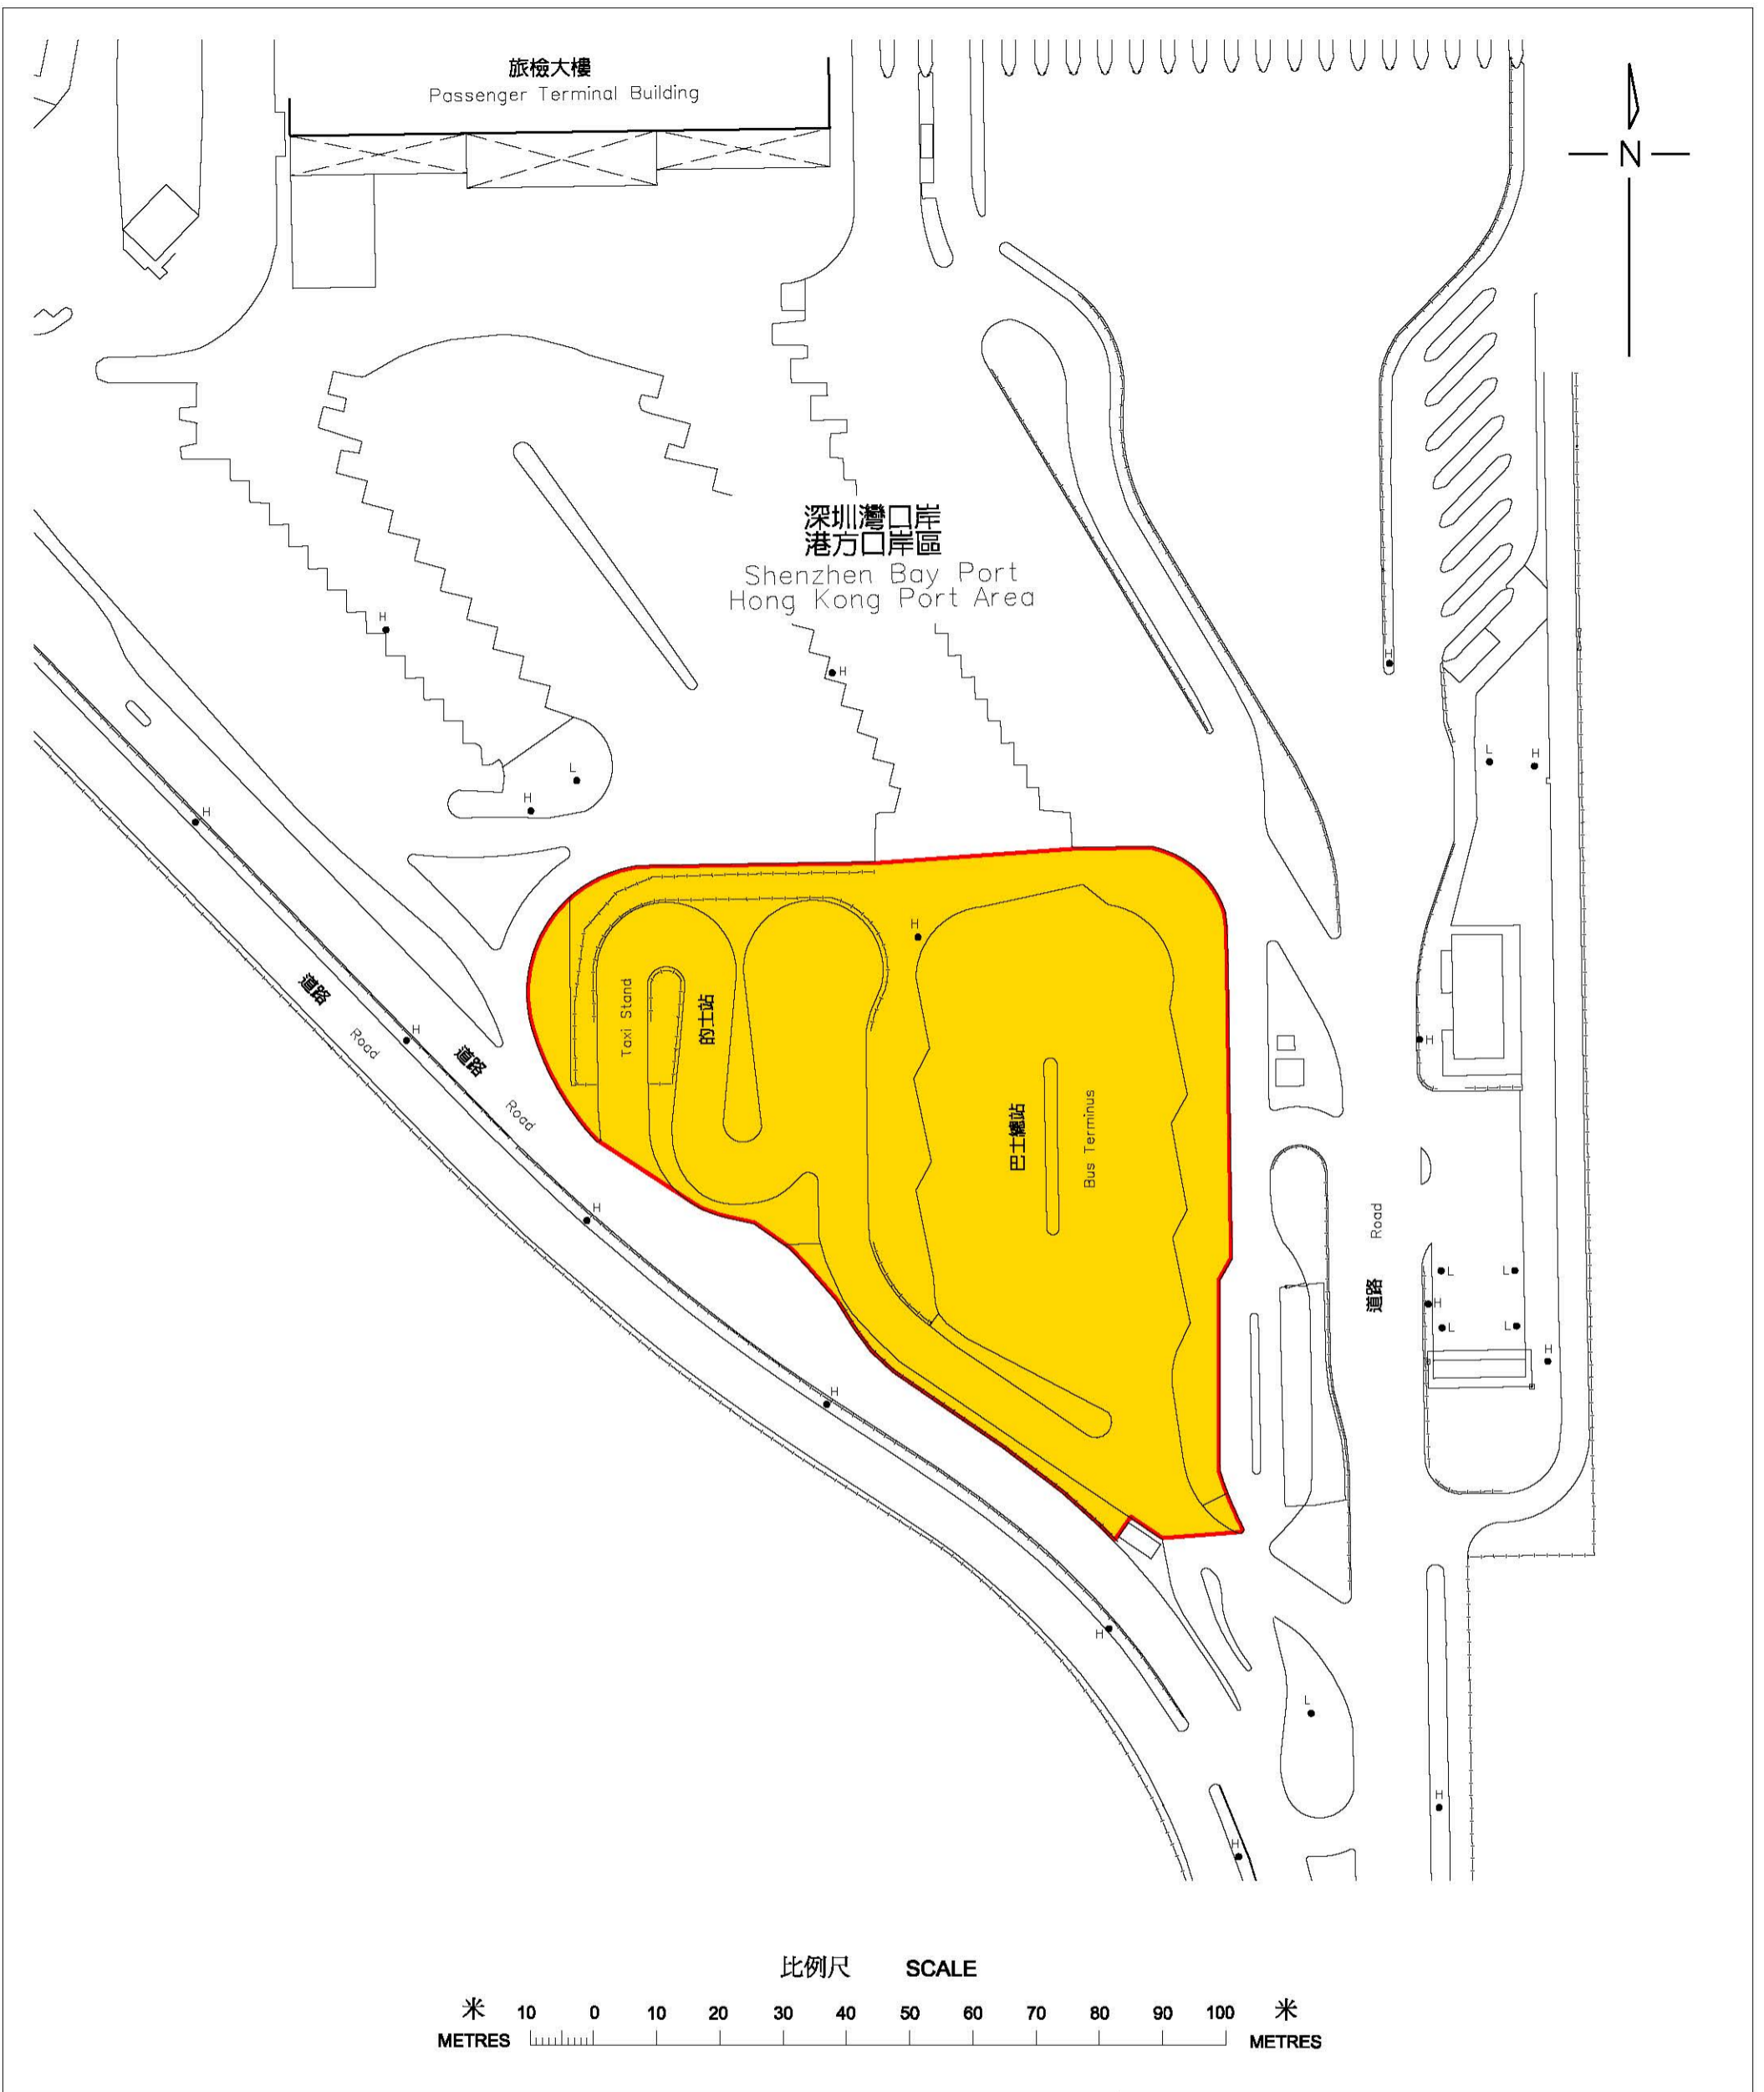 旅檢大樓
Passenger Terminal Building
N
深圳灣口岸
港方口岸區
Shenzhen Bay Port
Hong Kong Port Area
H
H
H
L
H
L
H
H
H
道路
Road
H
道路
Road
Taxi Stand
的士站
H
巴士總站
Bus Terminus
H
H
道路
Road
L
L
H
L
L
H
H
H
L
H
H
比例尺 SCALE
米 10 0 10 20 30 40 50 60 70 80 90 100 米
METRES METRES